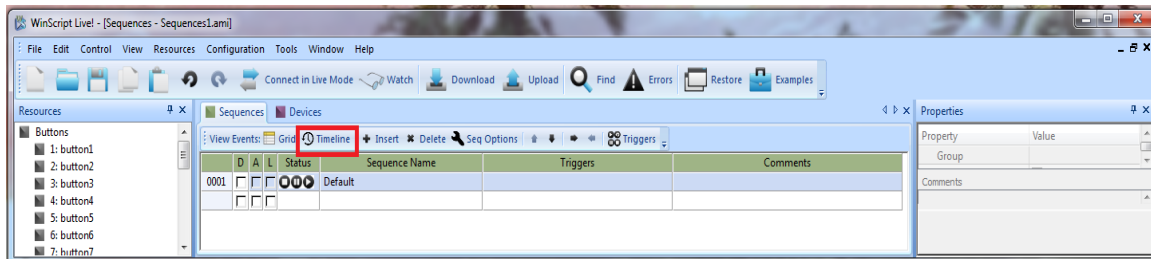 WinScript Live! - [Sequences - Sequences1.ami]
File Edit Control View Resources Configuration Tools Window Help
Connect in Live Mode Watch Download Upload Find Errors Restore Examples
Resources
Buttons
1: button1
2: button2
3: button3
4: button4
5: button5
6: button6
7: button7
Sequences Devices
View Events: Grid Timeline Insert Delete Seq Options Triggers
D A L Status Sequence Name Triggers Comments
0001 Default
Properties
Property Value
Group
Comments